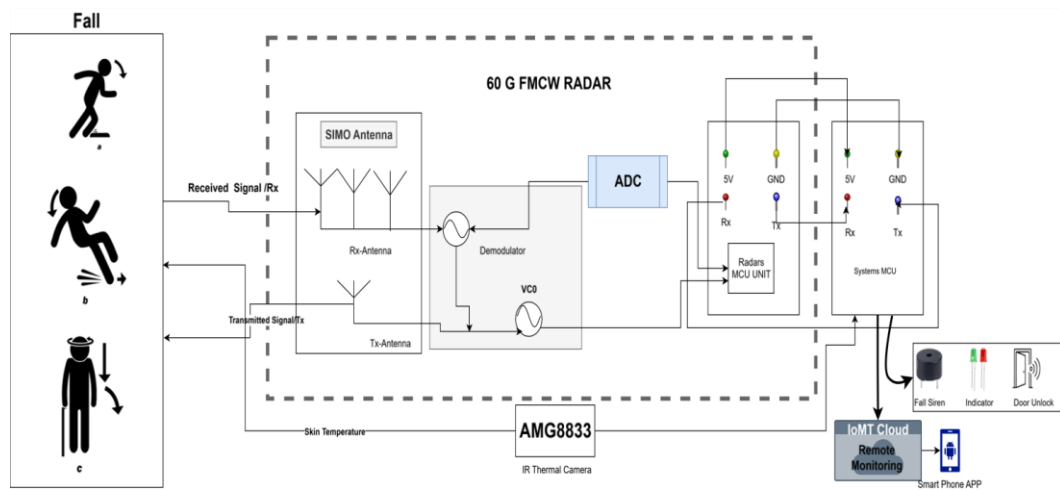 Fall
a
b
c
Received Signal /Rx
Transmitted Signal/Tx
Skin Temperature
60 G FMCW RADAR
SIMO Antenna
Rx-Antenna
Tx-Antenna
Demodulator
VC0
ADC
5V
GND
Rx
Tx
Radars
MCU UNIT
5V
GND
Rx
Tx
Systems MCU
AMG8833
IR Thermal Camera
Fall Siren
Indicator
Door Unlock
IoMT Cloud
Remote
Monitoring
Smart Phone APP